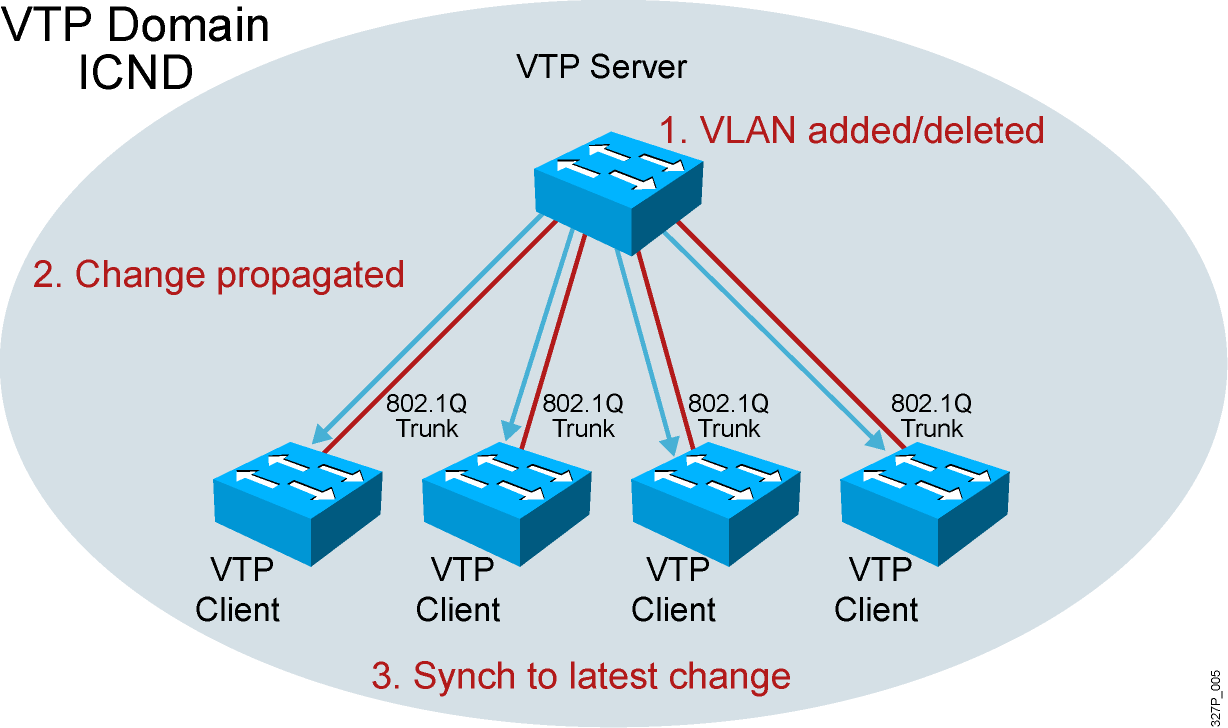 VTP Domain
ICND
VTP Server
1. VLAN added/deleted
2. Change propagated
802.1Q
Trunk
802.1Q
Trunk
802.1Q
Trunk
802.1Q
Trunk
VTP
Client
VTP
Client
VTP
Client
VTP
Client
3. Synch to latest change
327P_005